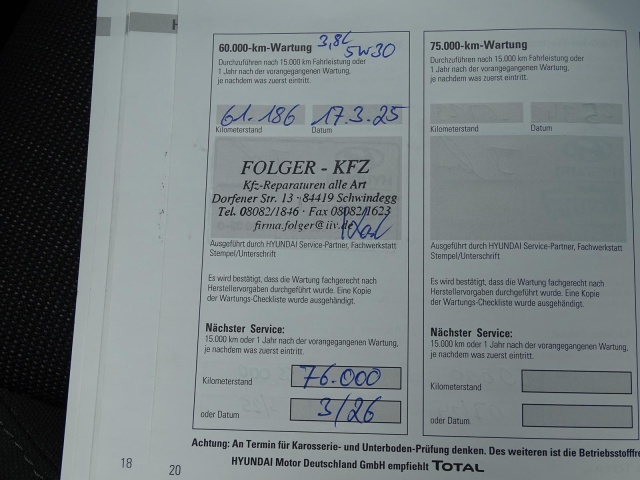 60.000-km-Wartung 3,8L 5W30
Durchzuführen nach 15.000 km Fahrleistung oder
1 Jahr nach der vorangegangenen Wartung,
je nachdem was zuerst eintritt.
61.186 17.3.25
Kilometerstand Datum
FOLGER - KFZ
Kfz-Reparaturen alle Art
Dorfener Str. 13 · 84419 Schwindegg
Tel. 08082/1846 · Fax 08082/1623
firma.folger@iiv.de
Ausgeführt durch HYUNDAI Service-Partner, Fachwerkstatt
Stempel/Unterschrift
Es wird bestätigt, dass die Wartung fachgerecht nach
Herstellervorgaben durchgeführt wurde. Eine Kopie
der Wartungs-Checkliste wurde ausgehändigt.
Nächster Service:
15.000 km oder 1 Jahr nach der vorangegangenen Wartung,
je nachdem was zuerst eintritt.
Kilometerstand 76.000
oder Datum 3/26
75.000-km-Wartung
Durchzuführen nach 15.000 km Fahrleistung oder
1 Jahr nach der vorangegangenen Wartung,
je nachdem was zuerst eintritt.
Kilometerstand Datum
Ausgeführt durch HYUNDAI Service-Partner, Fachwerkstatt
Stempel/Unterschrift
Es wird bestätigt, dass die Wartung fachgerecht nach
Herstellervorgaben durchgeführt wurde. Eine Kopie
der Wartungs-Checkliste wurde ausgehändigt.
Nächster Service:
15.000 km oder 1 Jahr nach der vorangegangenen Wartung,
je nachdem was zuerst eintritt.
Kilometerstand
oder Datum
Achtung: An Termin für Karosserie- und Unterboden-Prüfung denken. Des weiteren ist die Betriebsstofffre
HYUNDAI Motor Deutschland GmbH empfiehlt TOTAL
18 20